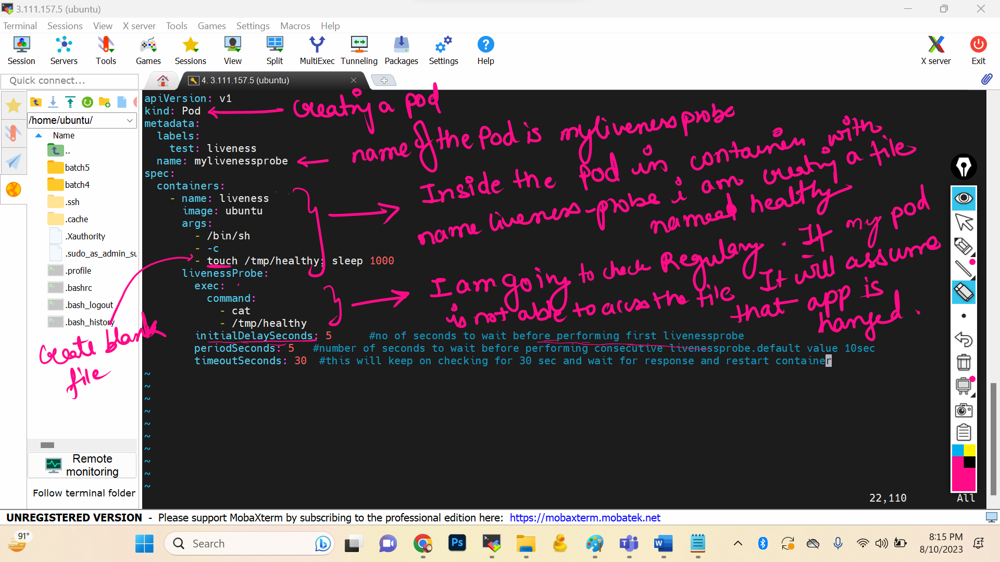 3.111.157.5 (ubuntu)
Terminal Sessions View X server Tools Games Settings Macros Help
Session Servers Tools Games Sessions View Split MultiExec Tunneling Packages Settings Help X server Exit
Quick connect...
4. 3.111.157.5 (ubuntu)
/home/ubuntu/
Name
..
batch5
batch4
.ssh
.cache
.Xauthority
.sudo_as_admin_su
.profile
.bashrc
.bash_logout
.bash_history
Remote
monitoring
Follow terminal folder
apiVersion: v1
kind: Pod
metadata:
labels:
test: liveness
name: mylivenessprobe
spec:
containers:
- name: liveness
image: ubuntu
args:
- /bin/sh
- -c
- touch /tmp/healthy; sleep 1000
livenessProbe:
exec:
command:
- cat
- /tmp/healthy
initialDelaySeconds: 5 #no of seconds to wait before performing first livenessprobe
periodSeconds: 5 #number of seconds to wait before performing consecutive livenessprobe.default value 10sec
timeoutSeconds: 30 #this will keep on checking for 30 sec and wait for response and restart container
~
~
~
~
~
~
~
~
~
~
22,110 All
Creating a pod
name of the Pod is mylivenessprobe
Inside the Pod in container with
name liveness-probe i am creating a file
named healthy
I am going to check Regulary. If my pod
is not able to acess the file It will assume
that app is
hanged.
Create blank
file
UNREGISTERED VERSION - Please support MobaXterm by subscribing to the professional edition here: https://mobaxterm.mobatek.net
91°
Search
Ps
T
W
8:15 PM
8/10/2023